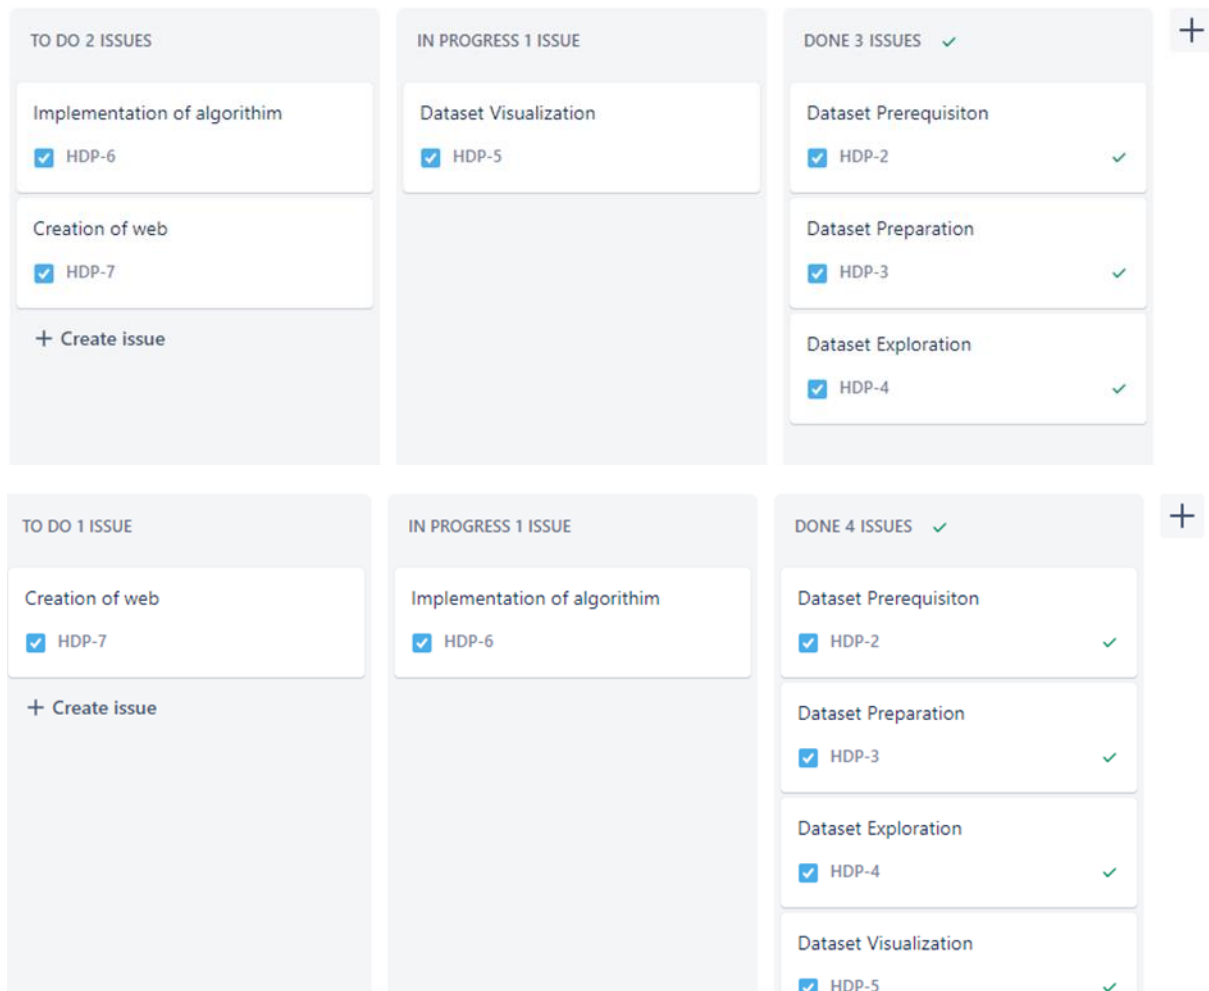 TO DO 2 ISSUES
Implementation of algorithim
HDP-6
Creation of web
HDP-7
+ Create issue
IN PROGRESS 1 ISSUE
Dataset Visualization
HDP-5
DONE 3 ISSUES
Dataset Prerequisiton
HDP-2
Dataset Preparation
HDP-3
Dataset Exploration
HDP-4
TO DO 1 ISSUE
Creation of web
HDP-7
+ Create issue
IN PROGRESS 1 ISSUE
Implementation of algorithim
HDP-6
DONE 4 ISSUES
Dataset Prerequisiton
HDP-2
Dataset Preparation
HDP-3
Dataset Exploration
HDP-4
Dataset Visualization
HDP-5